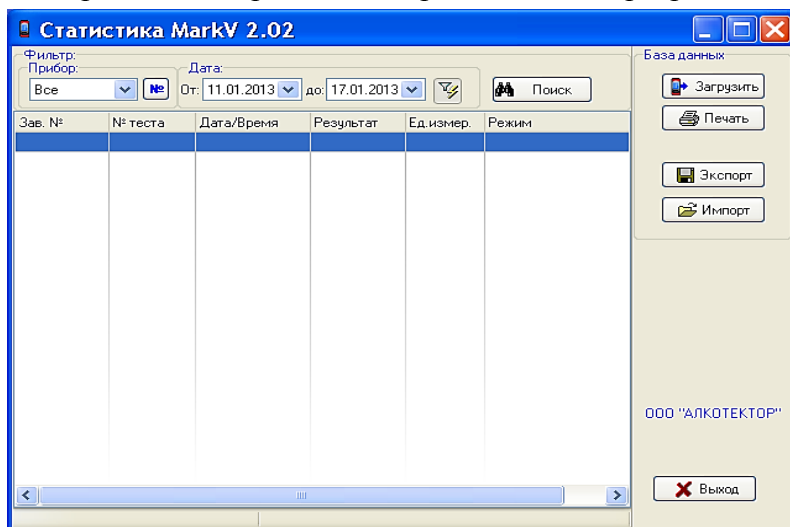 Статистика MarkV 2.02
Фильтр:
Прибор:
Дата:
База данных
Все
№
От: 11.01.2013
до: 17.01.2013
Поиск
Загрузить
Печать
Зав. №
№ теста
Дата/Время
Результат
Ед.измер.
Режим
Экспорт
Импорт
ООО "АЛКОТЕКТОР"
Выход